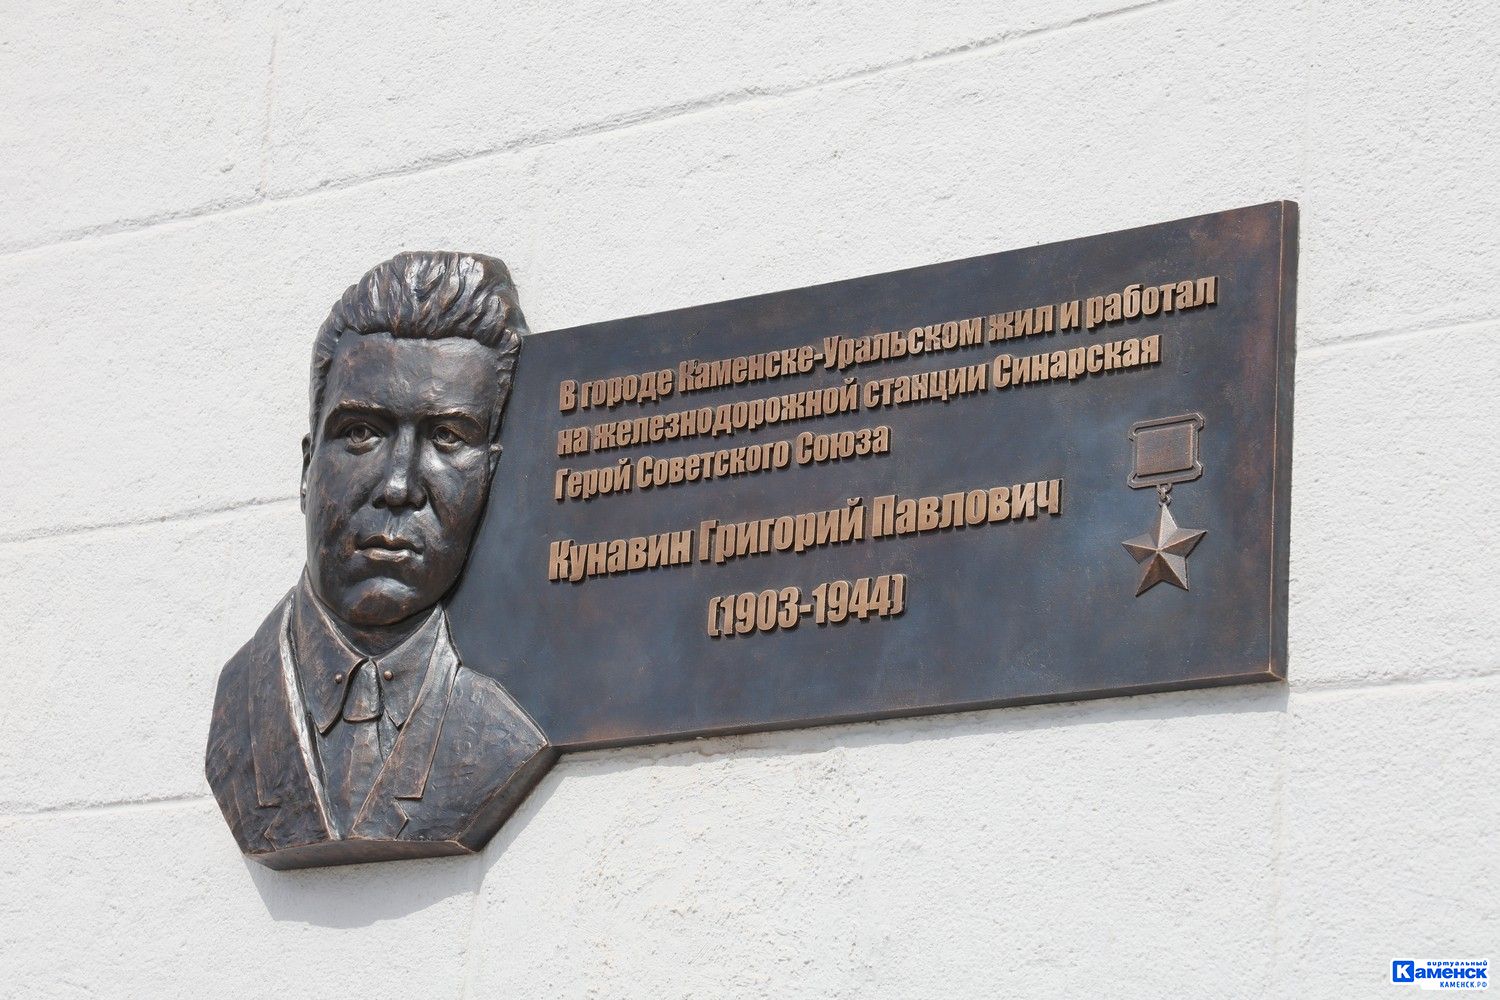 В городе Каменске-Уральском жил и работал
на железнодорожной станции Синарская
Герой Советского Союза
Кунавин Григорий Павлович
(1903-1944)
виртуальный
Каменск
КАМЕНСК.РФ